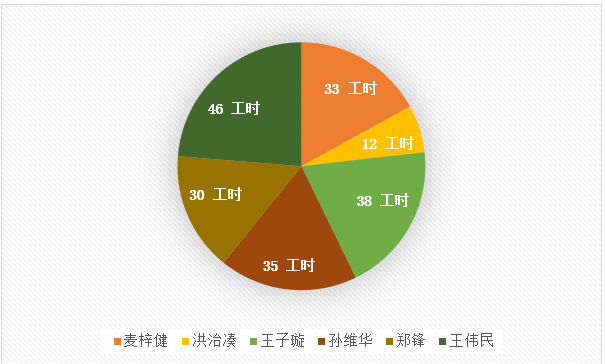 33 工时
46 工时
12 工时
30 工时
38 工时
35 工时
麦梓健 洪治凑 王子璇 孙维华 郑锋 王伟民